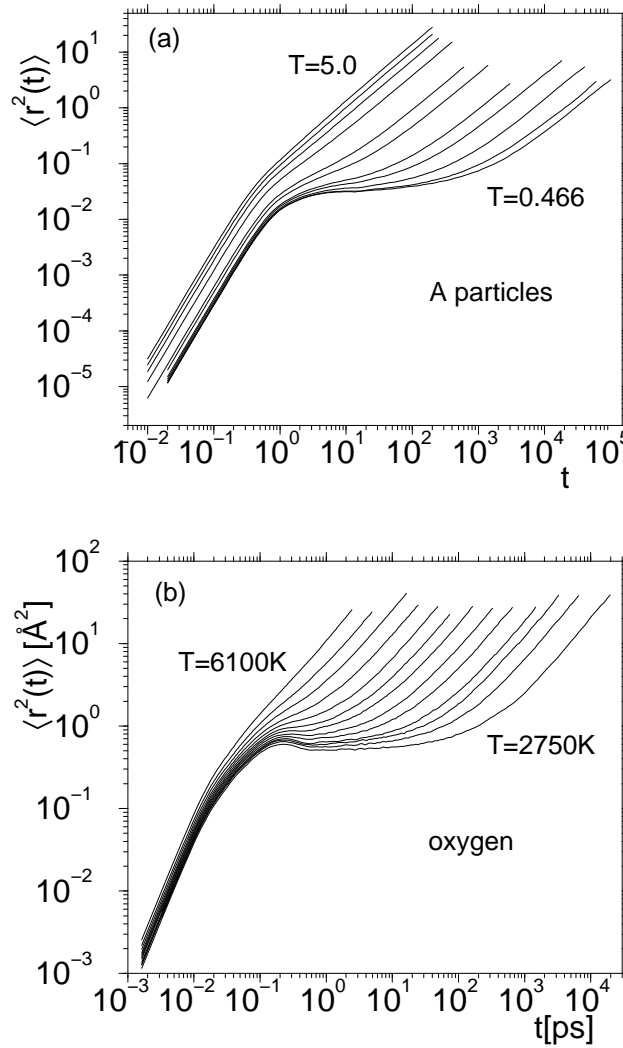 (a)
⟨r²(t)⟩
10¹
10⁰
10⁻¹
10⁻²
10⁻³
10⁻⁴
10⁻⁵
T=5.0
T=0.466
A particles
10⁻² 10⁻¹ 10⁰ 10¹ 10² 10³ 10⁴ 10⁵
t
(b)
⟨r²(t)⟩ [Å²]
10²
10¹
10⁰
10⁻¹
10⁻²
10⁻³
T=6100K
T=2750K
oxygen
10⁻³ 10⁻² 10⁻¹ 10⁰ 10¹ 10² 10³ 10⁴
t[ps]